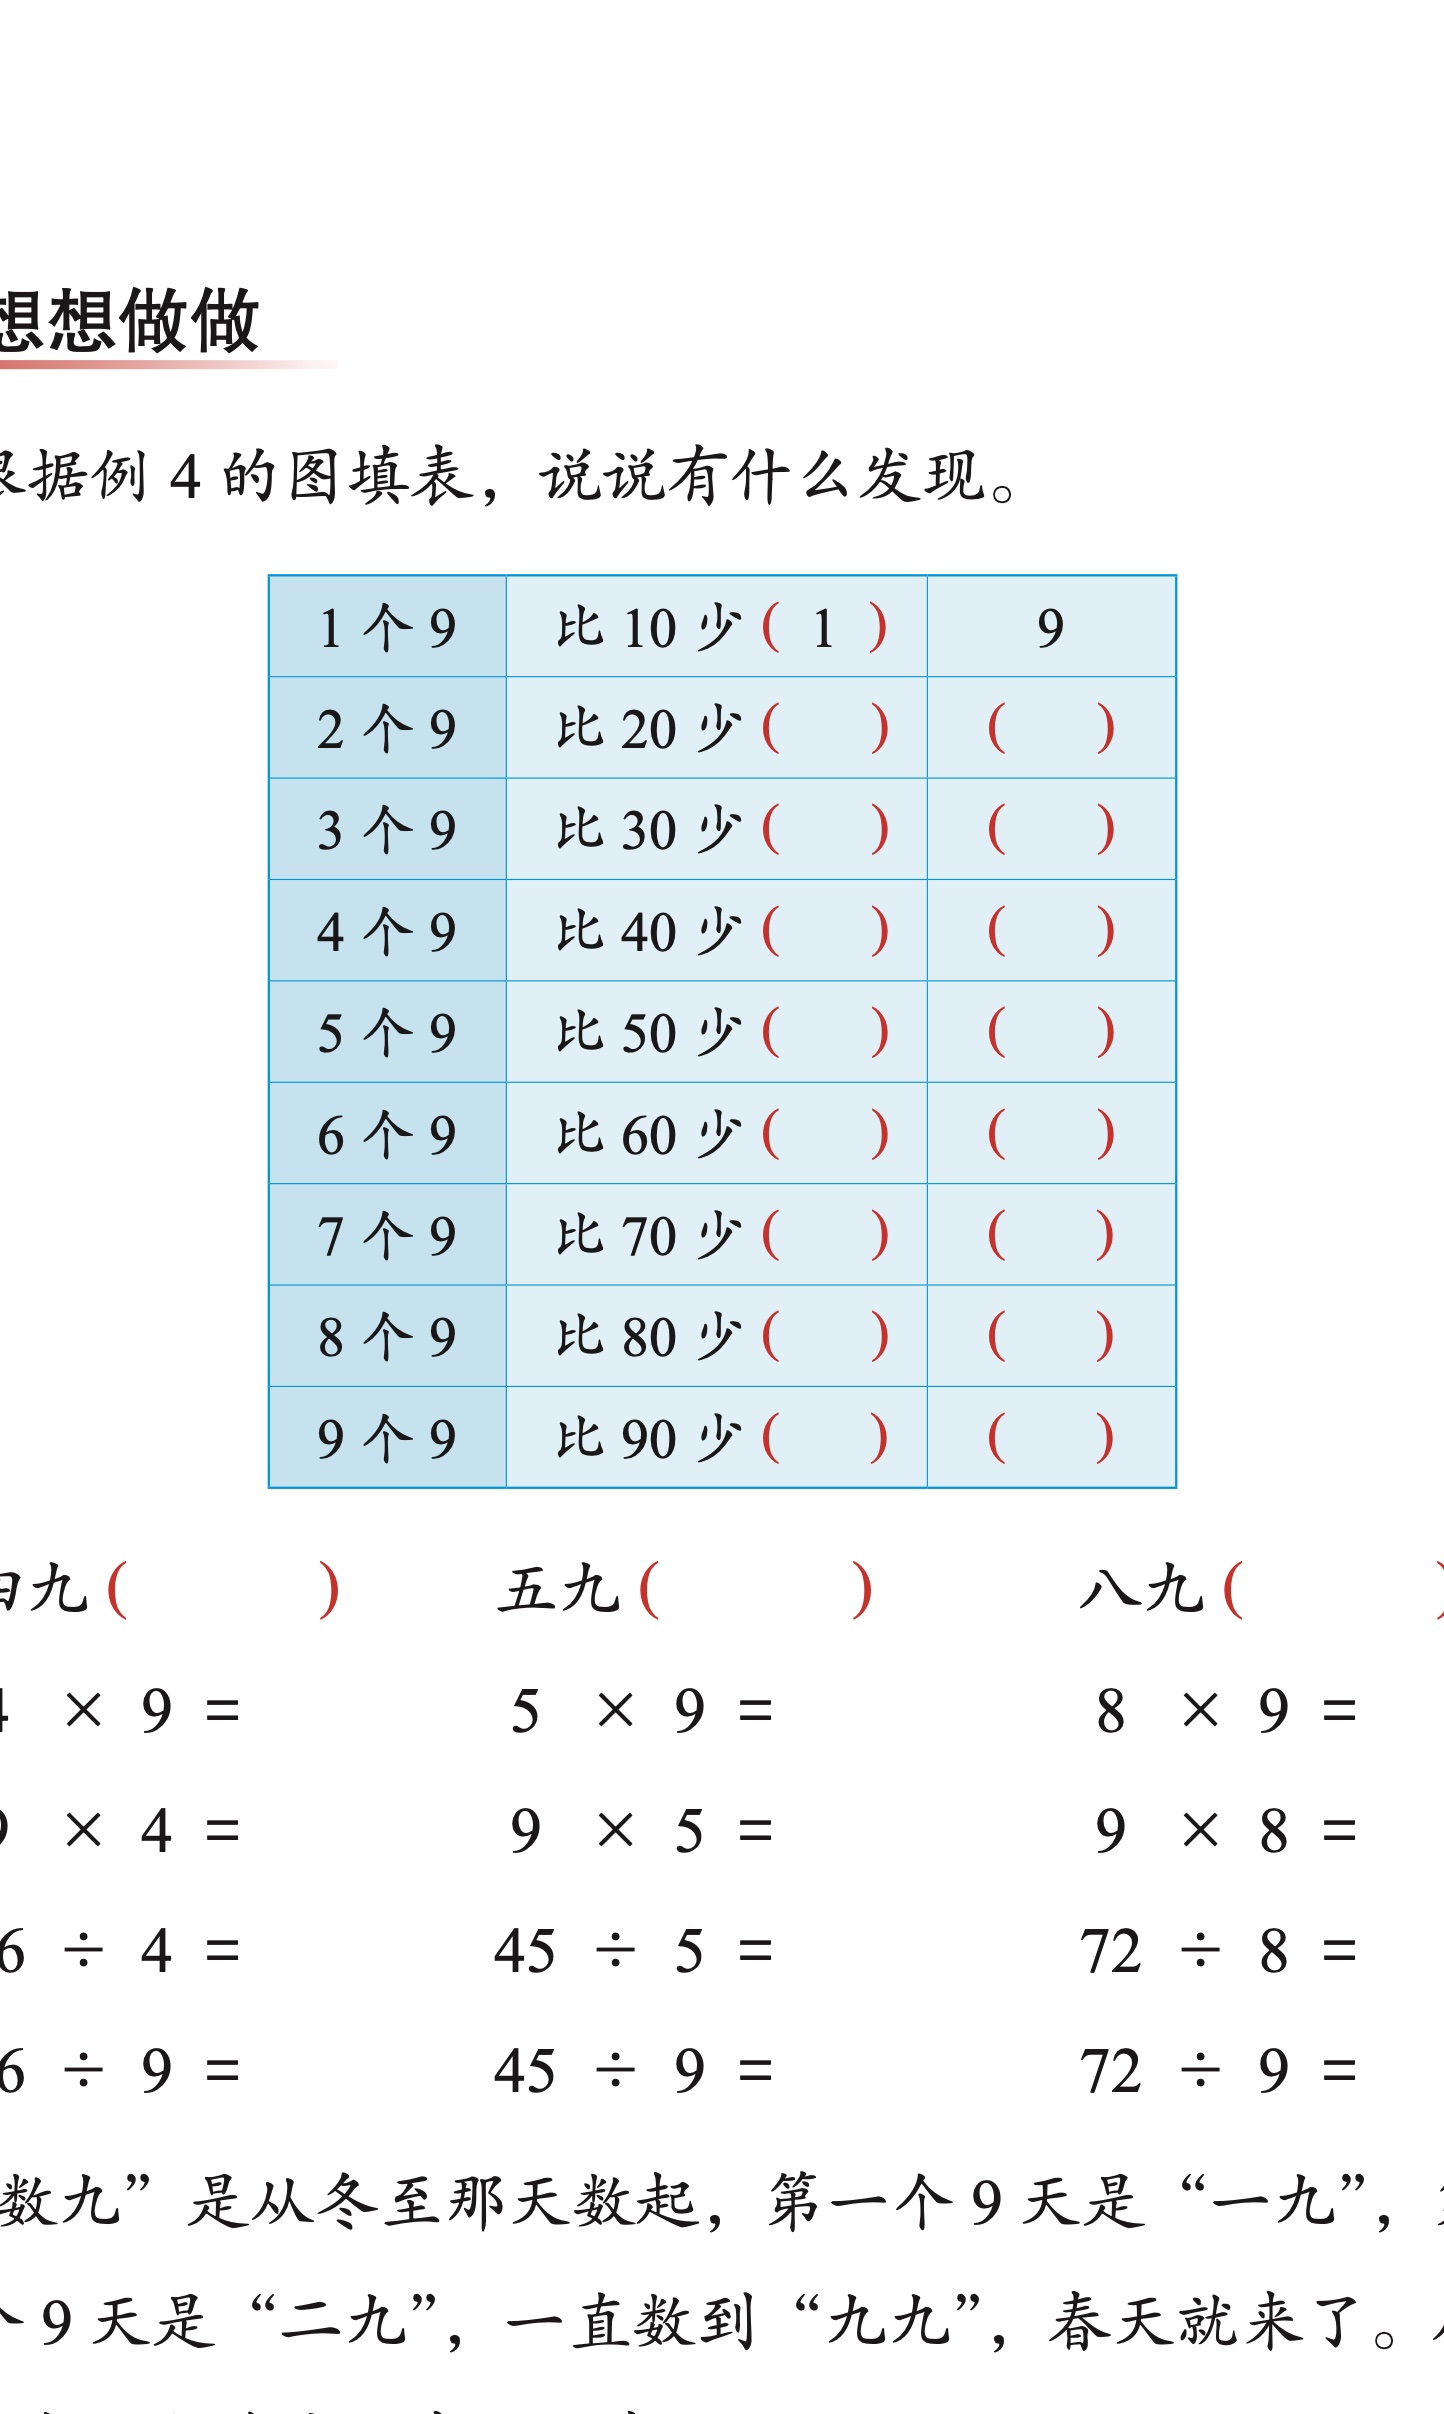 想想做做
据例 4 的图填表，说说有什么发现。
1 个 9 比 10 少( 1 ) 9
2 个 9 比 20 少( ) ( )
3 个 9 比 30 少( ) ( )
4 个 9 比 40 少( ) ( )
5 个 9 比 50 少( ) ( )
6 个 9 比 60 少( ) ( )
7 个 9 比 70 少( ) ( )
8 个 9 比 80 少( ) ( )
9 个 9 比 90 少( ) ( )
四九( ) 五九( ) 八九( )
4 × 9 = 5 × 9 = 8 × 9 =
9 × 4 = 9 × 5 = 9 × 8 =
6 ÷ 4 = 45 ÷ 5 = 72 ÷ 8 =
6 ÷ 9 = 45 ÷ 9 = 72 ÷ 9 =
数九”是从冬至那天数起，第一个 9 天是“一九”，
个 9 天是“二九”，一直数到“九九”，春天就来了。